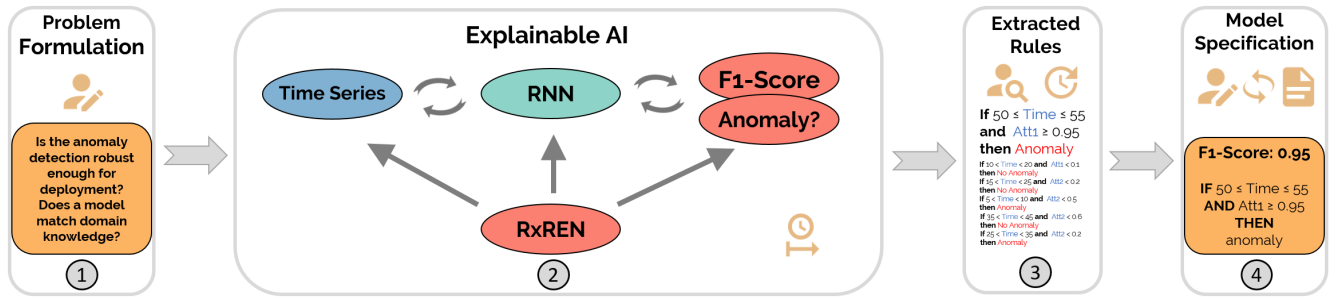 Problem
Formulation
Is the anomaly
detection robust
enough for
deployment?
Does a model
match domain
knowledge?
1
Explainable AI
Time Series
RNN
F1-Score
Anomaly?
RxREN
2
Extracted
Rules
If 50 ≤ Time ≤ 55
and Att1 ≥ 0.95
then Anomaly
If 10 < Time < 20 and Att1 < 0.1
then No Anomaly
If 15 < Time < 25 and Att2 < 0.2
then No Anomaly
If 5 < Time < 10 and Att2 < 0.5
then Anomaly
If 35 < Time < 45 and Att2 < 0.6
then No Anomaly
If 25 < Time < 35 and Att2 < 0.2
then Anomaly
3
Model
Specification
F1-Score: 0.95
IF 50 ≤ Time ≤ 55
AND Att1 ≥ 0.95
THEN
anomaly
4